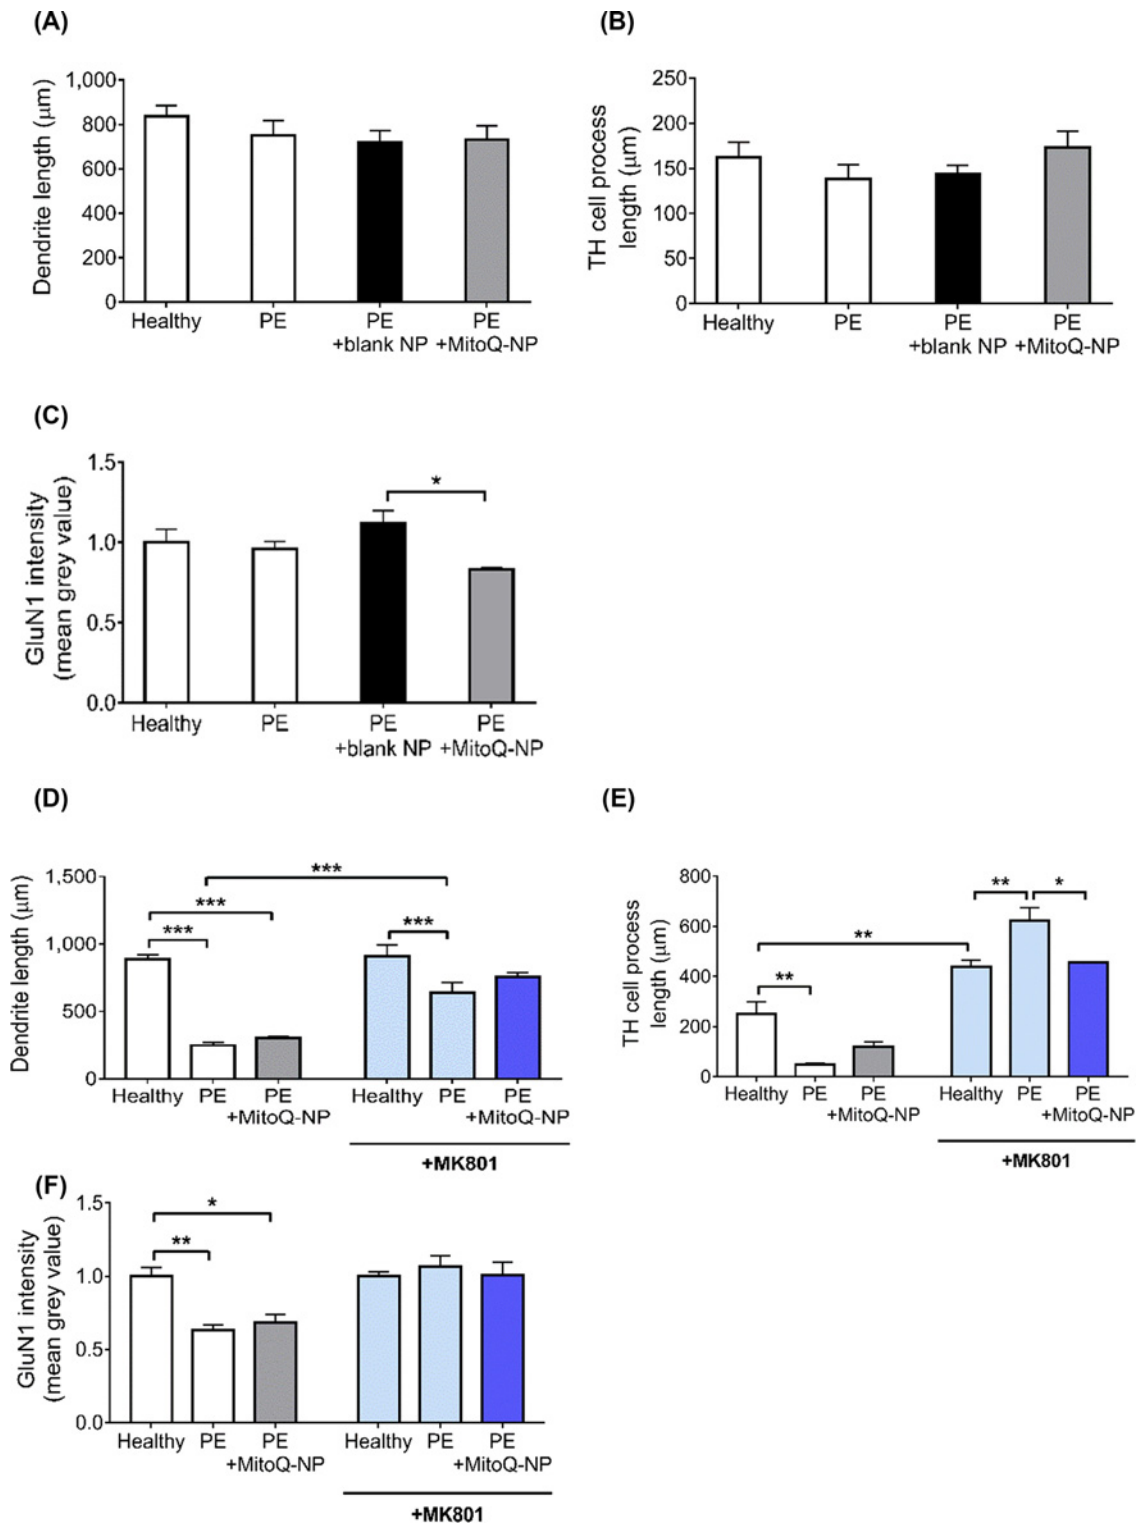 (A)
Dendrite length (μm)
1,000
800
600
400
200
0
Healthy PE PE PE
+blank NP +MitoQ-NP
(B)
TH cell process
length (μm)
250
200
150
100
50
0
Healthy PE PE PE
+blank NP +MitoQ-NP
(C)
GluN1 intensity
(mean grey value)
1.5
1.0
0.5
0.0
*
Healthy PE PE PE
+blank NP +MitoQ-NP
(D)
Dendrite length (μm)
1,500
1,000
500
0
***
***
***
***
Healthy PE PE Healthy PE PE
+MitoQ-NP +MitoQ-NP
+MK801
(E)
TH cell process
length (μm)
800
600
400
200
0
** *
**
**
Healthy PE PE Healthy PE PE
+MitoQ-NP +MitoQ-NP
+MK801
(F)
GluN1 intensity
(mean grey value)
1.5
1.0
0.5
0.0
*
**
Healthy PE PE Healthy PE PE
+MitoQ-NP +MitoQ-NP
+MK801